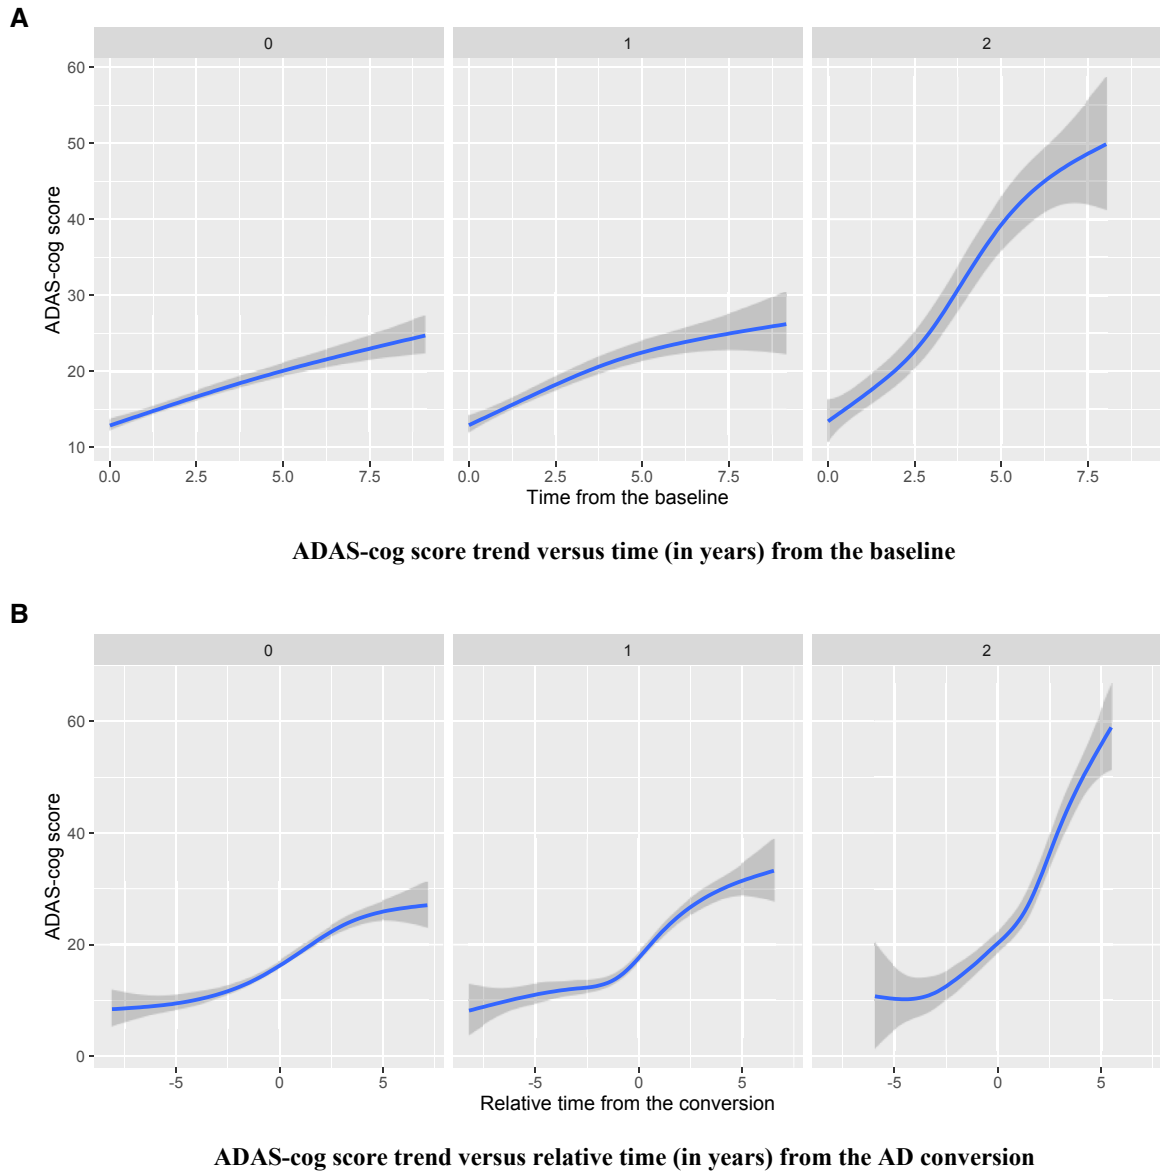 A
0 1 2
60
50
40
30
20
10
ADAS-cog score
0.0 2.5 5.0 7.5 0.0 2.5 5.0 7.5 0.0 2.5 5.0 7.5
Time from the baseline
ADAS-cog score trend versus time (in years) from the baseline
B
0 1 2
60
40
20
0
ADAS-cog score
-5 0 5 -5 0 5 -5 0 5
Relative time from the conversion
ADAS-cog score trend versus relative time (in years) from the AD conversion